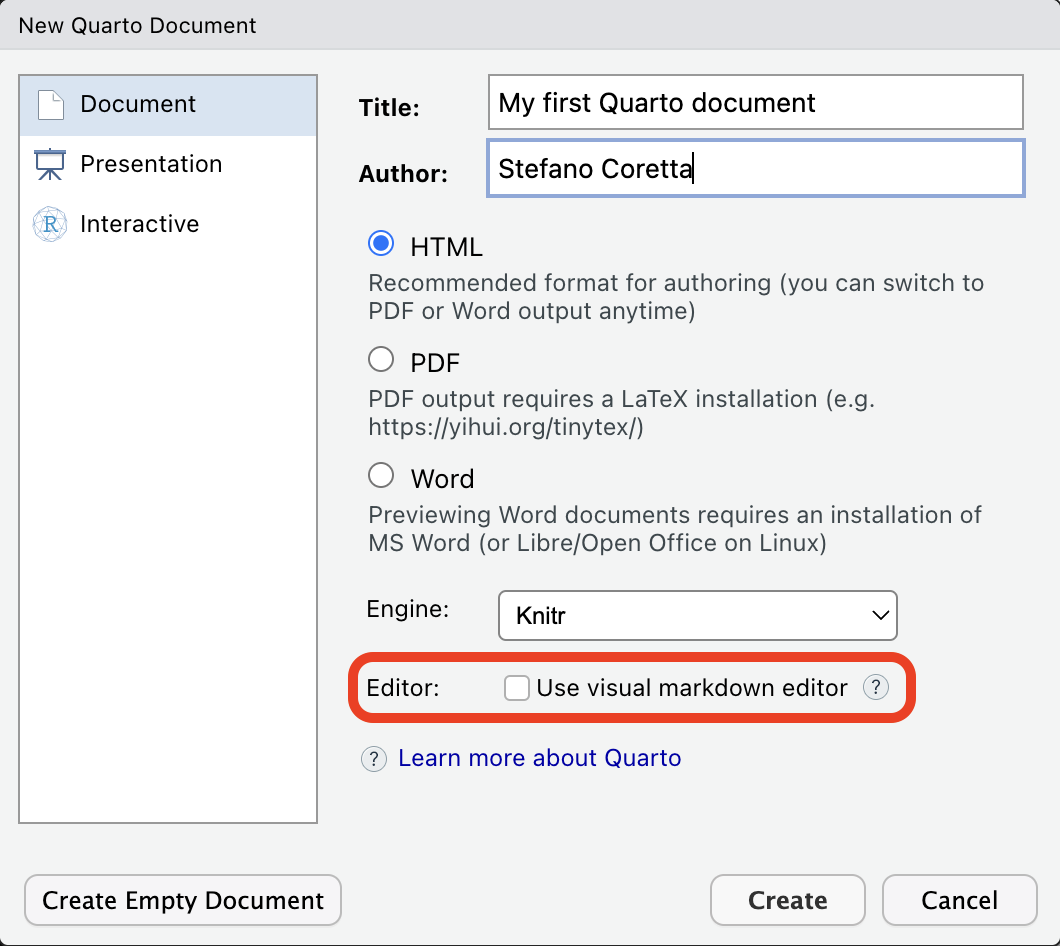 New Quarto Document
Document
Presentation
R Interactive
Title: My first Quarto document
Author: Stefano Coretta
HTML
Recommended format for authoring (you can switch to
PDF or Word output anytime)
PDF
PDF output requires a LaTeX installation (e.g.
https://yihui.org/tinytex/)
Word
Previewing Word documents requires an installation of
MS Word (or Libre/Open Office on Linux)
Engine: Knitr
Editor: Use visual markdown editor ?
? Learn more about Quarto
Create Empty Document Create Cancel